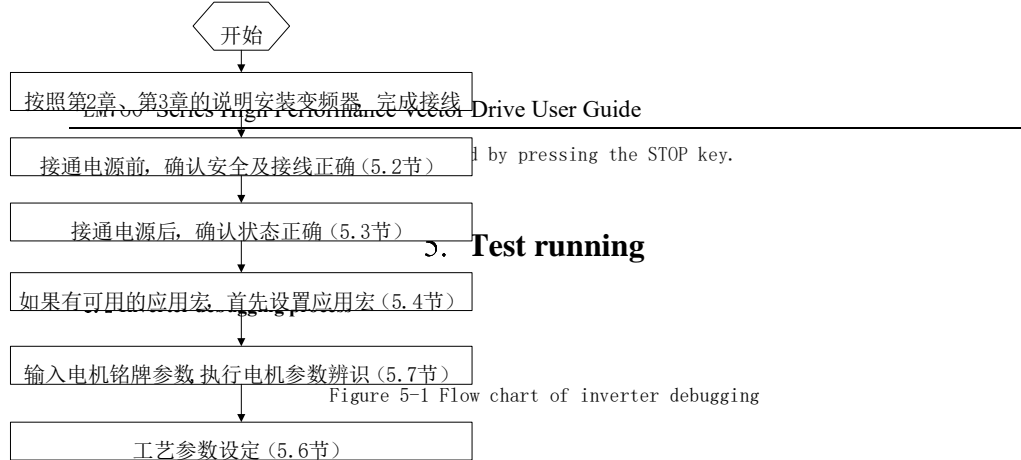 开始
按照第2章、第3章的说明安装变频器，完成接线
Series High Performance Vector Drive User Guide
接通电源前，确认安全及接线正确（5.2节）
by pressing the STOP key.
接通电源后，确认状态正确（5.3节）
5. Test running
如果有可用的应用宏，首先设置应用宏（5.4节）
输入电机铭牌参数，执行电机参数辨识（5.7节）
Figure 5-1 Flow chart of inverter debugging
工艺参数设定（5.6节）